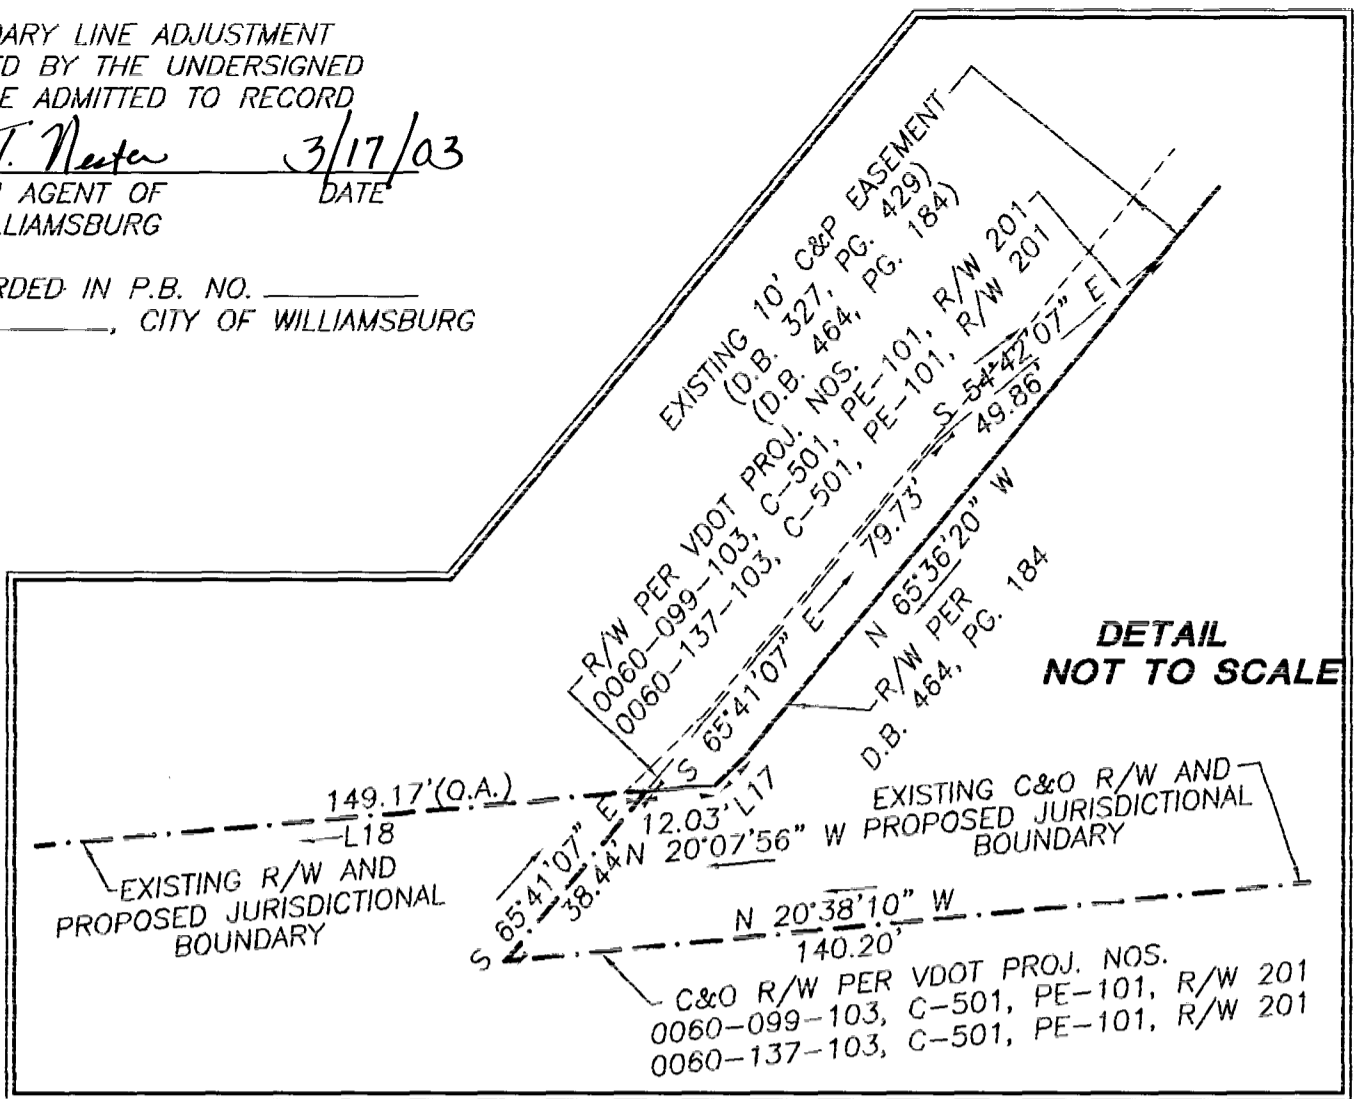 DARY LINE ADJUSTMENT
ED BY THE UNDERSIGNED
E ADMITTED TO RECORD
T. Nester 3/17/03
AGENT OF DATE
LLIAMSBURG
RDED IN P.B. NO.
, CITY OF WILLIAMSBURG
EXISTING 10' C&P EASEMENT
(D.B. 327, PG. 429)
(D.B. 464, PG. 184)
R/W PER VDOT PROJ. NOS.
0060-099-103, C-501, PE-101, R/W 201
0060-137-103, C-501, PE-101, R/W 201
S 54°42'07" E
49.86'
S 65°41'07" E
79.73'
N 65°36'20" W
R/W PER
D.B. 464, PG. 184
DETAIL
NOT TO SCALE
149.17'(O.A.)
L18
EXISTING R/W AND
PROPOSED JURISDICTIONAL
BOUNDARY
S 65°41'07" E
38.44'
12.03' L17
N 20°07'56" W
EXISTING C&O R/W AND
PROPOSED JURISDICTIONAL
BOUNDARY
N 20°38'10" W
140.20'
C&O R/W PER VDOT PROJ. NOS.
0060-099-103, C-501, PE-101, R/W 201
0060-137-103, C-501, PE-101, R/W 201